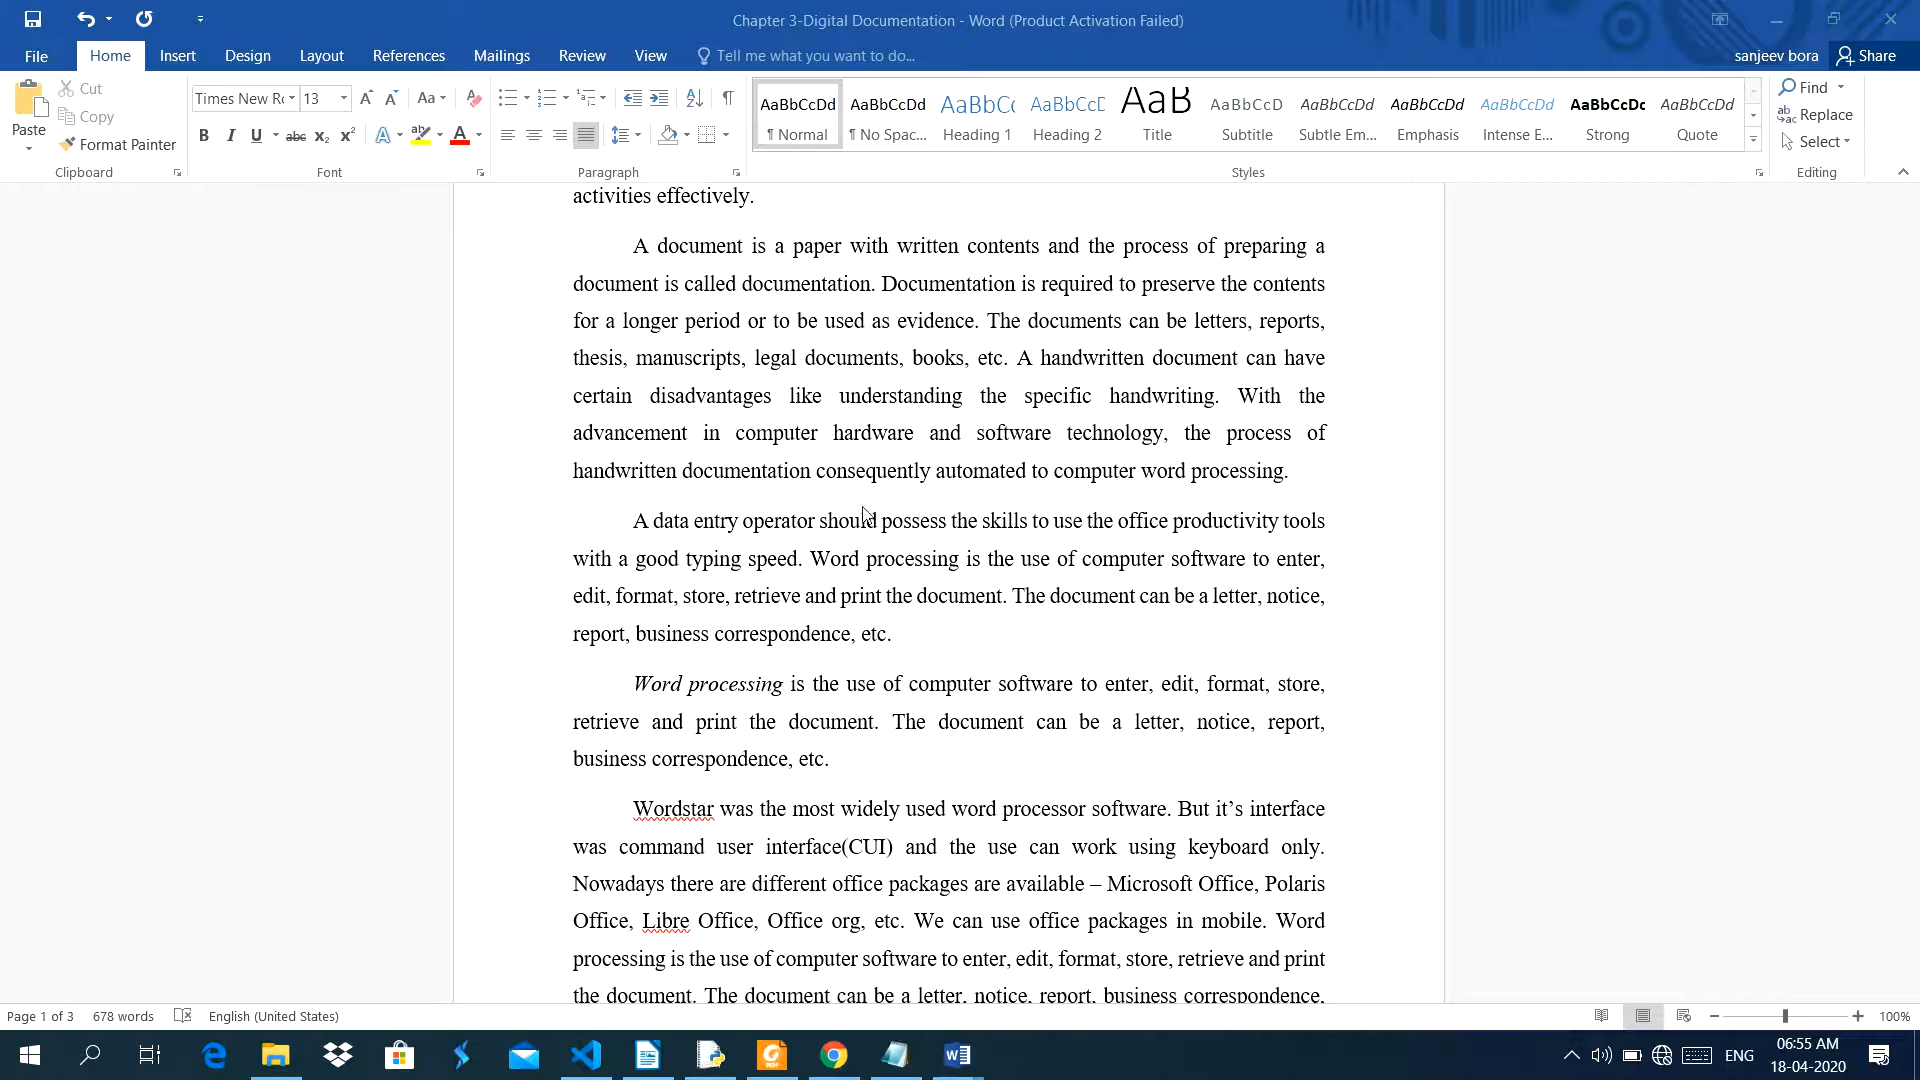 Chapter 3-Digital Documentation - Word (Product Activation Failed)
File Home Insert Design Layout References Mailings Review View Tell me what you want to do... sanjeev bora Share
Paste
Cut
Copy
Format Painter
Clipboard
Times New Ro 13
Aa
B I U abc x₂ x² A ab A
Font
Paragraph
AaBbCcDd AaBbCcDd AaBbCc AaBbCcD AaB AaBbCcD AaBbCcDd AaBbCcDd AaBbCcDd AaBbCcDc AaBbCcDd
¶ Normal ¶ No Spac... Heading 1 Heading 2 Title Subtitle Subtle Em... Emphasis Intense E... Strong Quote
Styles
Find
Replace
Select
Editing
activities effectively.
A document is a paper with written contents and the process of preparing a
document is called documentation. Documentation is required to preserve the contents
for a longer period or to be used as evidence. The documents can be letters, reports,
thesis, manuscripts, legal documents, books, etc. A handwritten document can have
certain disadvantages like understanding the specific handwriting. With the
advancement in computer hardware and software technology, the process of
handwritten documentation consequently automated to computer word processing.
A data entry operator should possess the skills to use the office productivity tools
with a good typing speed. Word processing is the use of computer software to enter,
edit, format, store, retrieve and print the document. The document can be a letter, notice,
report, business correspondence, etc.
Word processing is the use of computer software to enter, edit, format, store,
retrieve and print the document. The document can be a letter, notice, report,
business correspondence, etc.
Wordstar was the most widely used word processor software. But it’s interface
was command user interface(CUI) and the use can work using keyboard only.
Nowadays there are different office packages are available – Microsoft Office, Polaris
Office, Libre Office, Office org, etc. We can use office packages in mobile. Word
processing is the use of computer software to enter, edit, format, store, retrieve and print
the document. The document can be a letter, notice, report, business correspondence,
Page 1 of 3 678 words English (United States) 100%
ENG
06:55 AM
18-04-2020